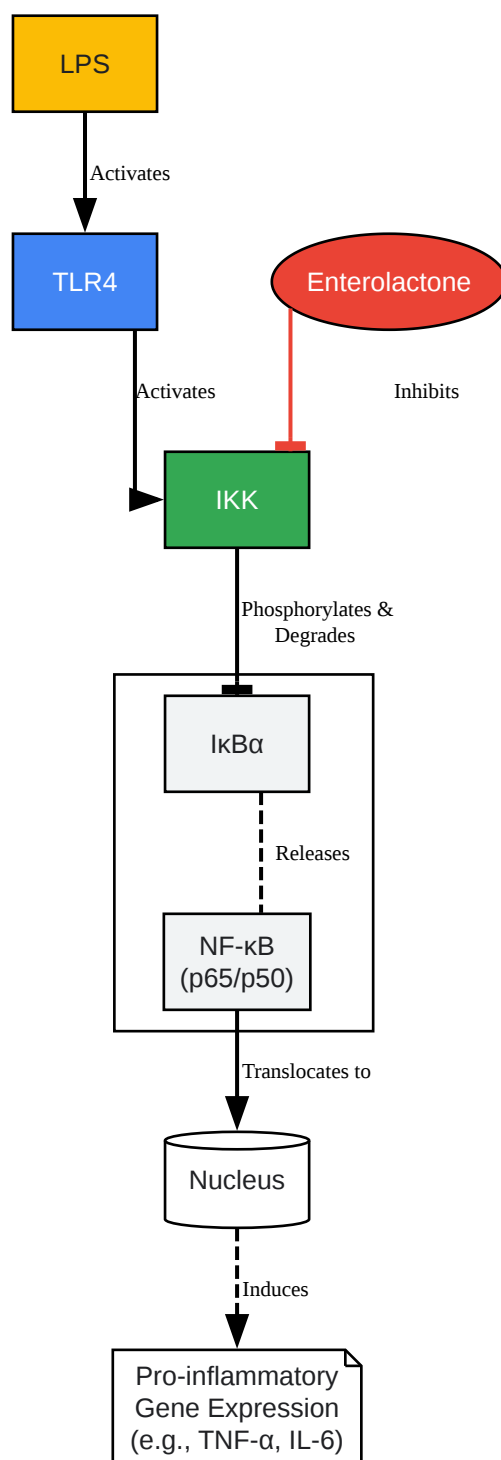 LPS
Activates
TLR4
Enterolactone
Activates
Inhibits
IKK
Phosphorylates &
Degrades
IκBα
Releases
NF-κB
(p65/p50)
Translocates to
Nucleus
Induces
Pro-inflammatory
Gene Expression
(e.g., TNF-α, IL-6)